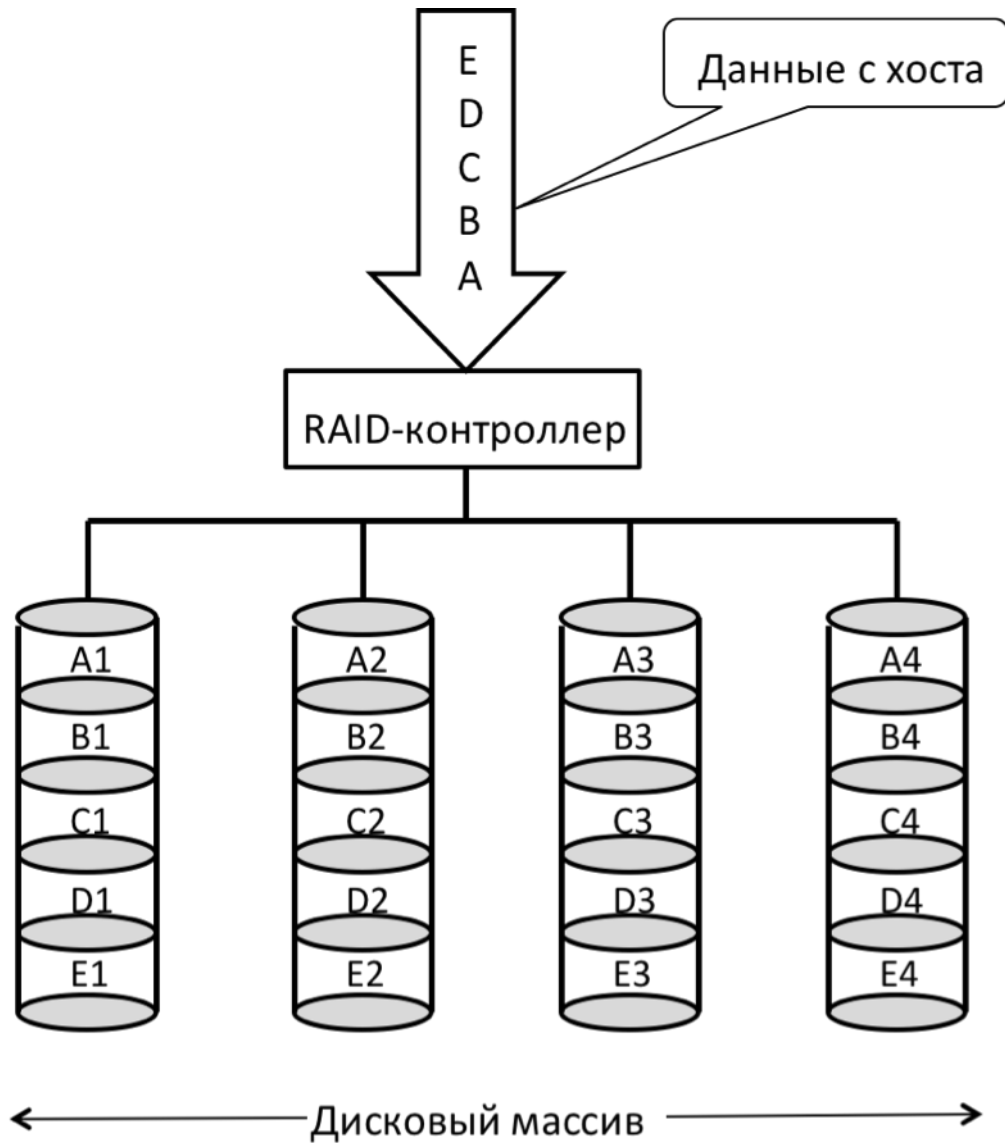 Данные с хоста
E
D
C
B
A
RAID-контроллер
A1 A2 A3 A4
B1 B2 B3 B4
C1 C2 C3 C4
D1 D2 D3 D4
E1 E2 E3 E4
Дисковый массив